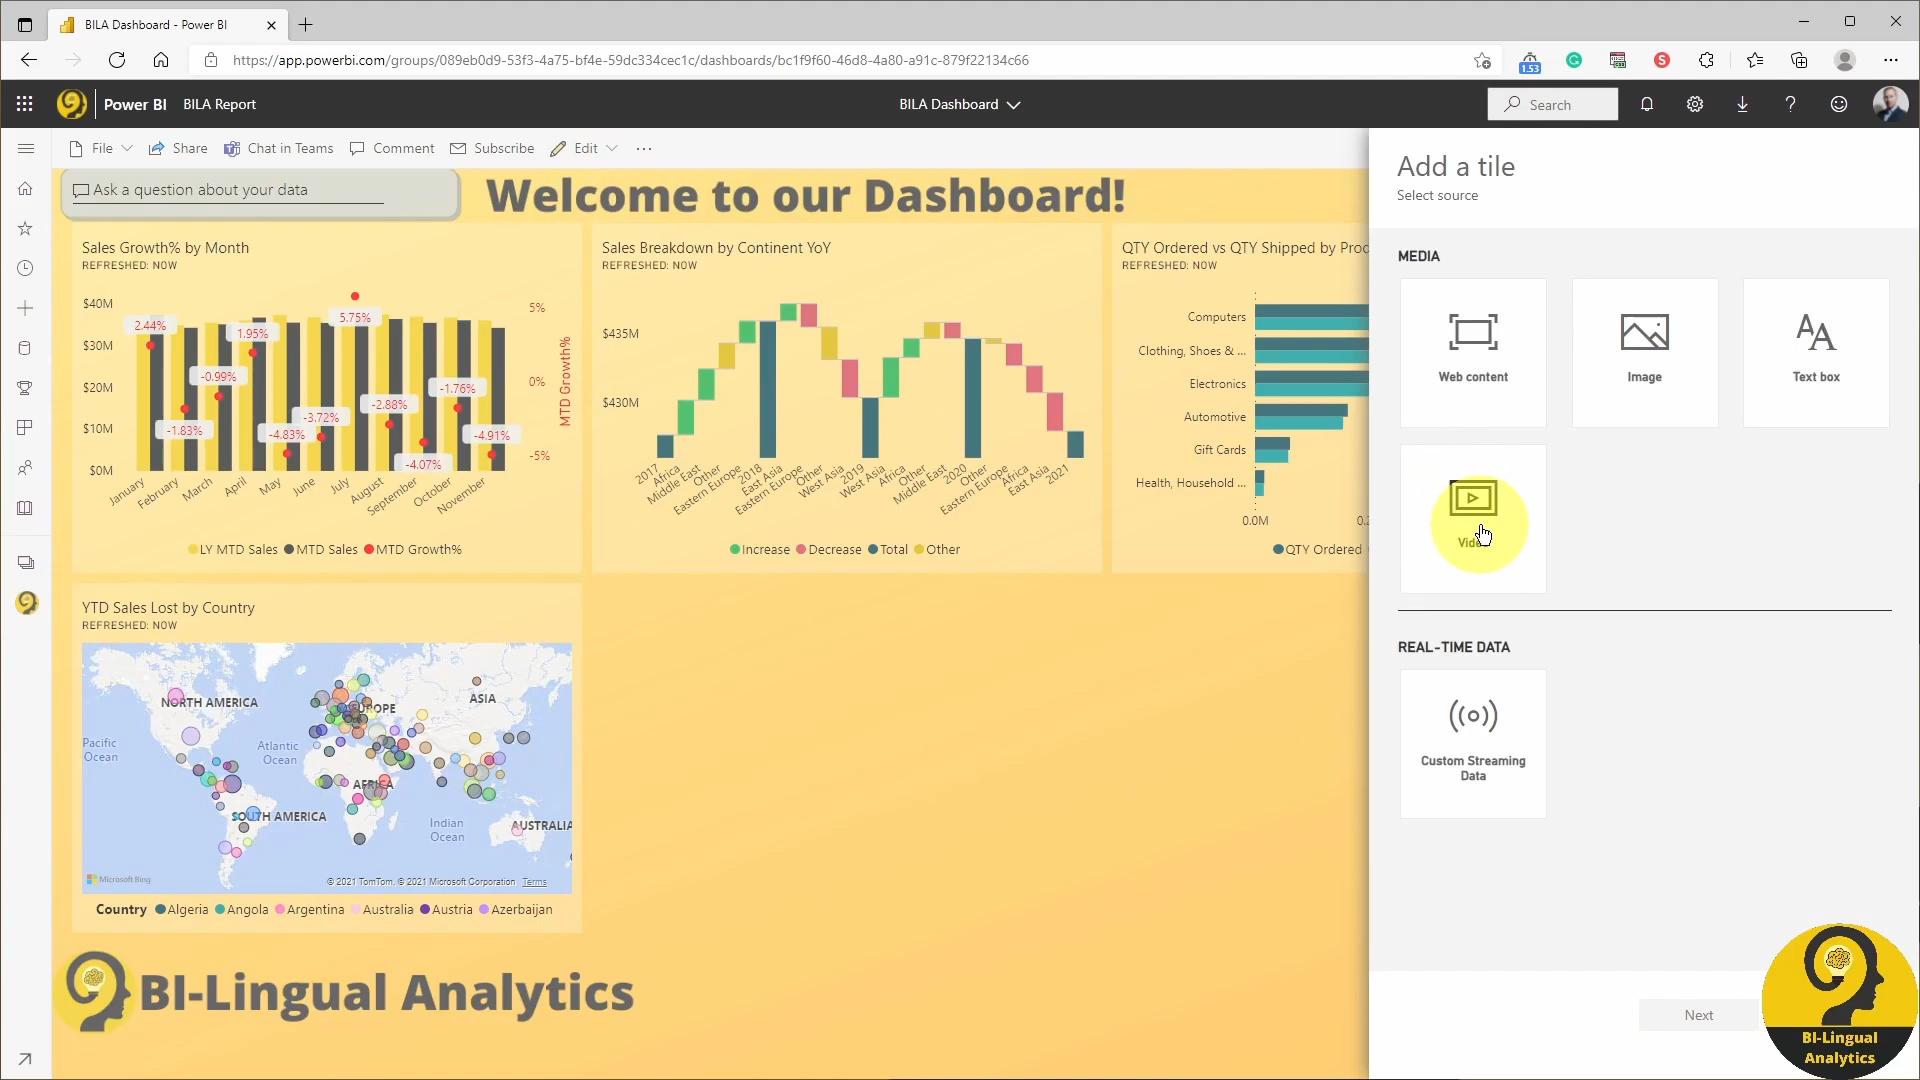 BILA Dashboard - Power BI
https://app.powerbi.com/groups/089eb0d9-53f3-4a75-bf4e-59dc334cec1c/dashboards/bc1f9f60-46d8-4a80-a91c-879f22134c66
1.53
Power BI BILA Report
BILA Dashboard
Search
File
Share
Chat in Teams
Comment
Subscribe
Edit
Ask a question about your data
Welcome to our Dashboard!
Sales Growth% by Month
REFRESHED: NOW
$40M
$30M
$20M
$10M
$0M
2.44%
-1.83%
-0.99%
1.95%
-4.83%
-3.72%
5.75%
-2.88%
-4.07%
-1.76%
-4.91%
5%
0%
-5%
MTD Growth%
January
February
March
April
May
June
July
August
September
October
November
LY MTD Sales MTD Sales MTD Growth%
Sales Breakdown by Continent YoY
REFRESHED: NOW
$435M
$430M
2017
Africa
Middle East
Other
Eastern Europe
2018
East Asia
Eastern Europe
Other
West Asia
2019
West Asia
Africa
Other
Middle East
2020
Other
Eastern Europe
Africa
East Asia
2021
Increase Decrease Total Other
QTY Ordered vs QTY Shipped by Prod
REFRESHED: NOW
Computers
Clothing, Shoes & ...
Electronics
Automotive
Gift Cards
Health, Household ...
0.0M
0.2
QTY Ordered
YTD Sales Lost by Country
REFRESHED: NOW
NORTH AMERICA
EUROPE
ASIA
Pacific
Ocean
Atlantic
Ocean
AFRICA
SOUTH AMERICA
Indian
Ocean
AUSTRALIA
Microsoft Bing
© 2021 TomTom, © 2021 Microsoft Corporation Terms
Country Algeria Angola Argentina Australia Austria Azerbaijan
BI-Lingual Analytics
Add a tile
Select source
MEDIA
Web content
Image
Text box
Video
REAL-TIME DATA
Custom Streaming
Data
Next
BI-Lingual
Analytics